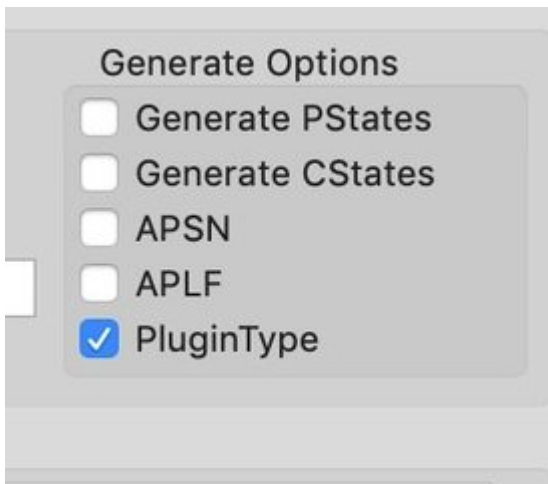 Generate Options
Generate PStates
Generate CStates
APSN
APLF
PluginType